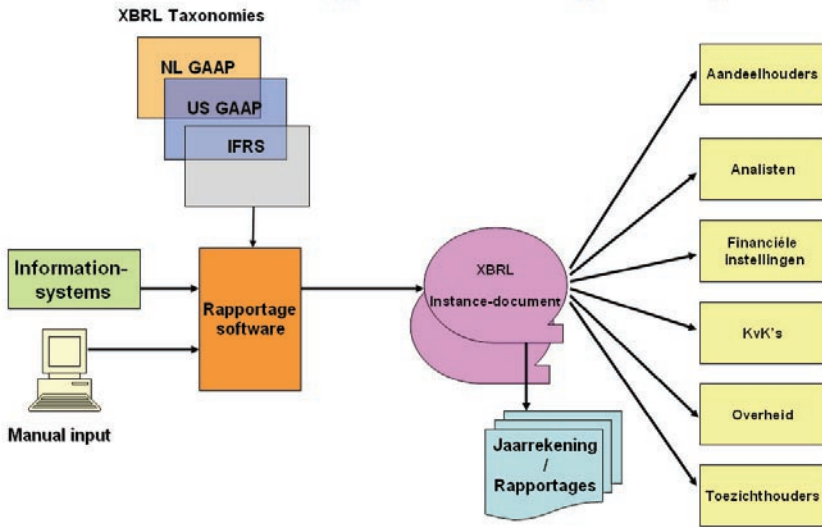 XBRL Taxonomies
NL GAAP
US GAAP
IFRS
Information-
systems
Manual input
Rapportage
software
XBRL
Instance-document
Jaarrekening
/
Rapportages
Aandeelhouders
Analisten
Financiële
Instellingen
KvK's
Overheid
Toezichthouders